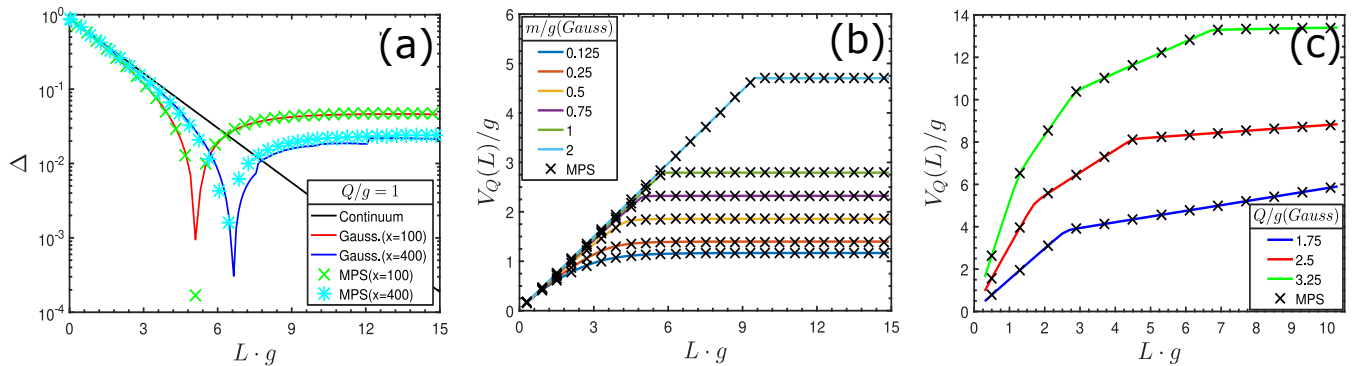 (a)
Δ
10^0
10^-1
10^-2
10^-3
10^-4
0 3 6 9 12 15
L · g
Q/g = 1
Continuum
Gauss.(x=100)
Gauss.(x=400)
MPS(x=100)
MPS(x=400)
(b)
V_Q(L)/g
6
5
4
3
2
1
0
0 3 6 9 12 15
L · g
m/g(Gauss)
0.125
0.25
0.5
0.75
1
2
MPS
(c)
V_Q(L)/g
14
12
10
8
6
4
2
0
0 1 2 3 4 5 6 7 8 9 10
L · g
Q/g(Gauss)
1.75
2.5
3.25
MPS